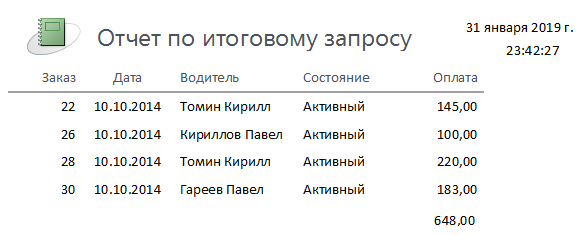 Отчет по итоговому запросу
31 января 2019 г.
23:42:27
Заказ Дата Водитель Состояние Оплата
22 10.10.2014 Томин Кирилл Активный 145,00
26 10.10.2014 Кириллов Павел Активный 100,00
28 10.10.2014 Томин Кирилл Активный 220,00
30 10.10.2014 Гареев Павел Активный 183,00
648,00